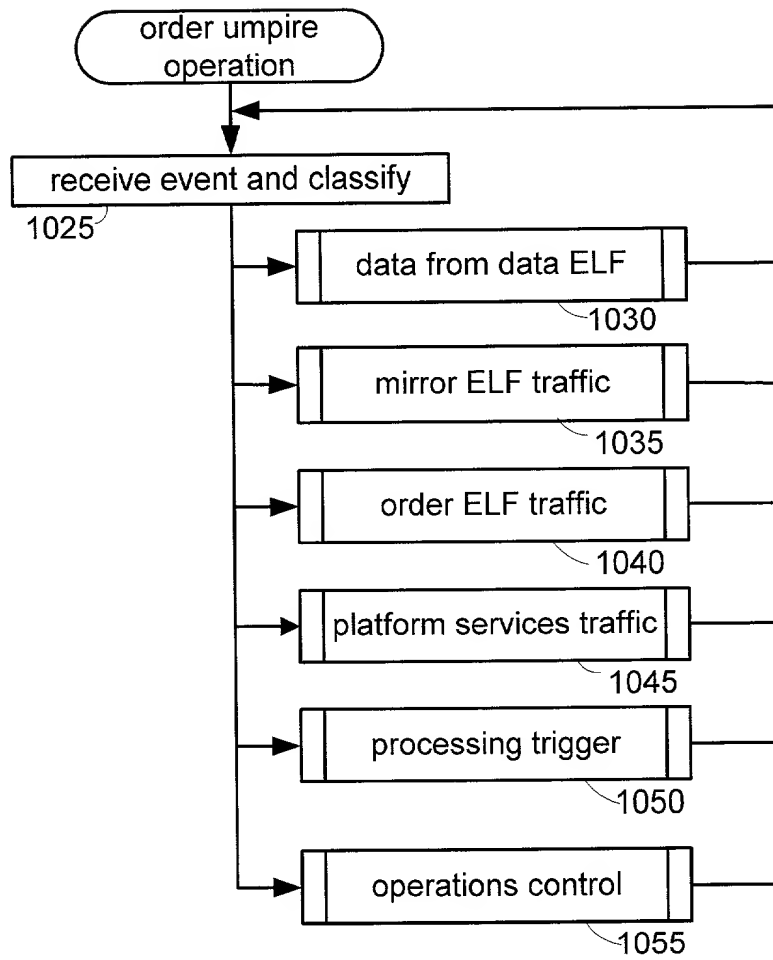 order umpire
operation
receive event and classify
1025
data from data ELF
1030
mirror ELF traffic
1035
order ELF traffic
1040
platform services traffic
1045
processing trigger
1050
operations control
1055